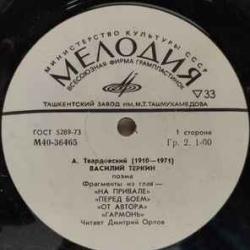 МИНИСТЕРСТВО КУЛЬТУРЫ СССР
МЕЛОДИЯ
ВСЕСОЮЗНАЯ ФИРМА ГРАМПЛАСТИНОК
33
ТАШКЕНТСКИЙ ЗАВОД ИМ. М.Т. ТАШМУХАМЕДОВА
ГОСТ 5289-73
1 сторона
М40-36465
Гр. 2. 1-00
А. Твардовский (1910—1971)
ВАСИЛИЙ ТЕРКИН
поэма
Фрагменты из глав—
«НА ПРИВАЛЕ»
«ПЕРЕД БОЕМ»
«ОТ АВТОРА»
«ГАРМОНЬ»
Читает Дмитрий Орлов